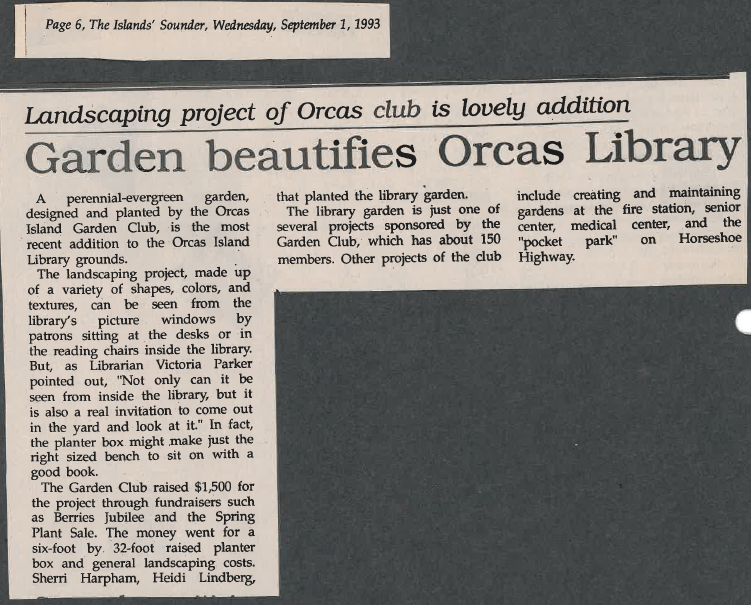 Page 6, The Islands' Sounder, Wednesday, September 1, 1993
Landscaping project of Orcas club is lovely addition
Garden beautifies Orcas Library
A perennial-evergreen garden,
designed and planted by the Orcas
Island Garden Club, is the most
recent addition to the Orcas Island
Library grounds.
The landscaping project, made up
of a variety of shapes, colors, and
textures, can be seen from the
library's picture windows by
patrons sitting at the desks or in
the reading chairs inside the library.
But, as Librarian Victoria Parker
pointed out, "Not only can it be
seen from inside the library, but it
is also a real invitation to come out
in the yard and look at it." In fact,
the planter box might make just the
right sized bench to sit on with a
good book.
The Garden Club raised $1,500 for
the project through fundraisers such
as Berries Jubilee and the Spring
Plant Sale. The money went for a
six-foot by 32-foot raised planter
box and general landscaping costs.
Sherri Harpham, Heidi Lindberg,
that planted the library garden.
The library garden is just one of
several projects sponsored by the
Garden Club, which has about 150
members. Other projects of the club
include creating and maintaining
gardens at the fire station, senior
center, medical center, and the
"pocket park" on Horseshoe
Highway.